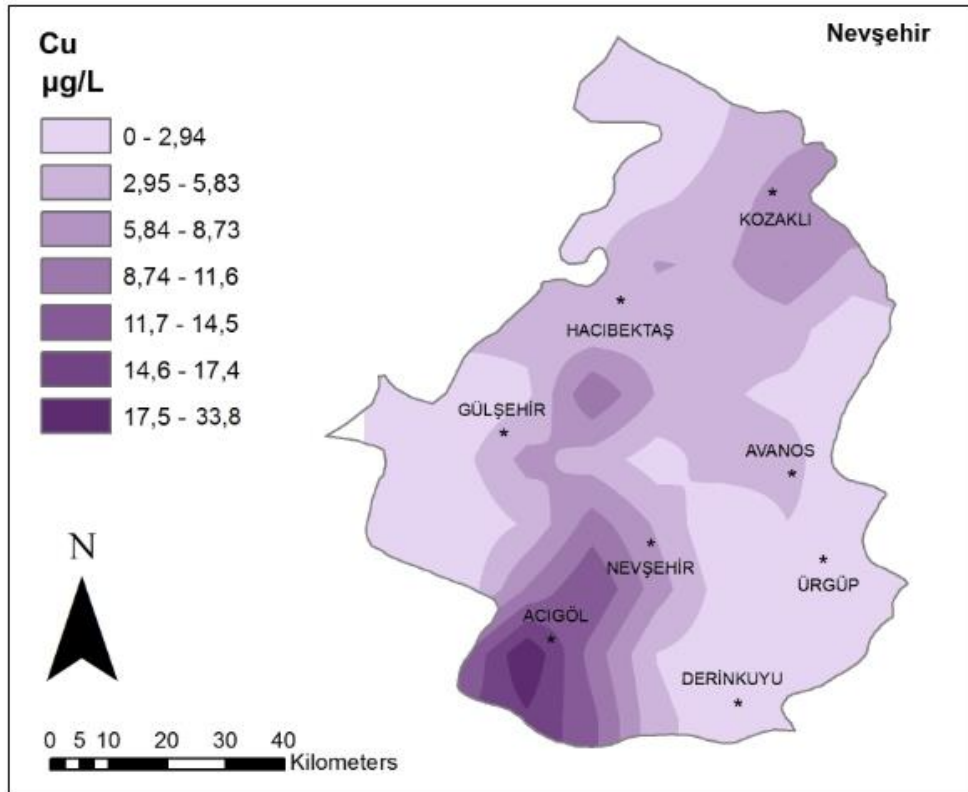 Cu
µg/L
0 - 2,94
2,95 - 5,83
5,84 - 8,73
8,74 - 11,6
11,7 - 14,5
14,6 - 17,4
17,5 - 33,8
Nevşehir
KOZAKLI
HACIBEKTAŞ
GÜLŞEHİR
AVANOS
NEVŞEHİR
ÜRGÜP
ACIGÖL
DERİNKUYU
N
0 5 10 20 30 40
Kilometers